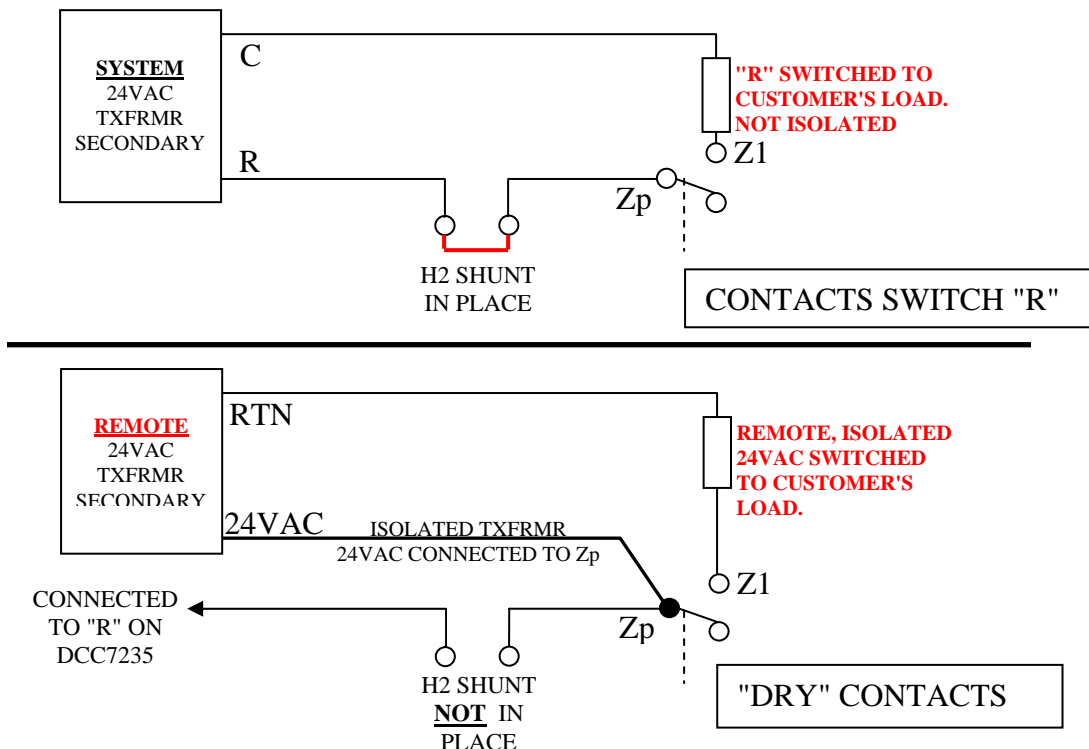 SYSTEM
24VAC
TXFRMR
SECONDARY
C
R
"R" SWITCHED TO
CUSTOMER'S LOAD.
NOT ISOLATED
Z1
Zp
H2 SHUNT
IN PLACE
CONTACTS SWITCH "R"
REMOTE
24VAC
TXFRMR
SECONDARY
RTN
24VAC
ISOLATED TXFRMR
24VAC CONNECTED TO Zp
REMOTE, ISOLATED
24VAC SWITCHED
TO CUSTOMER'S
LOAD.
Z1
Zp
CONNECTED
TO "R" ON
DCC7235
H2 SHUNT
NOT IN
PLACE
"DRY" CONTACTS